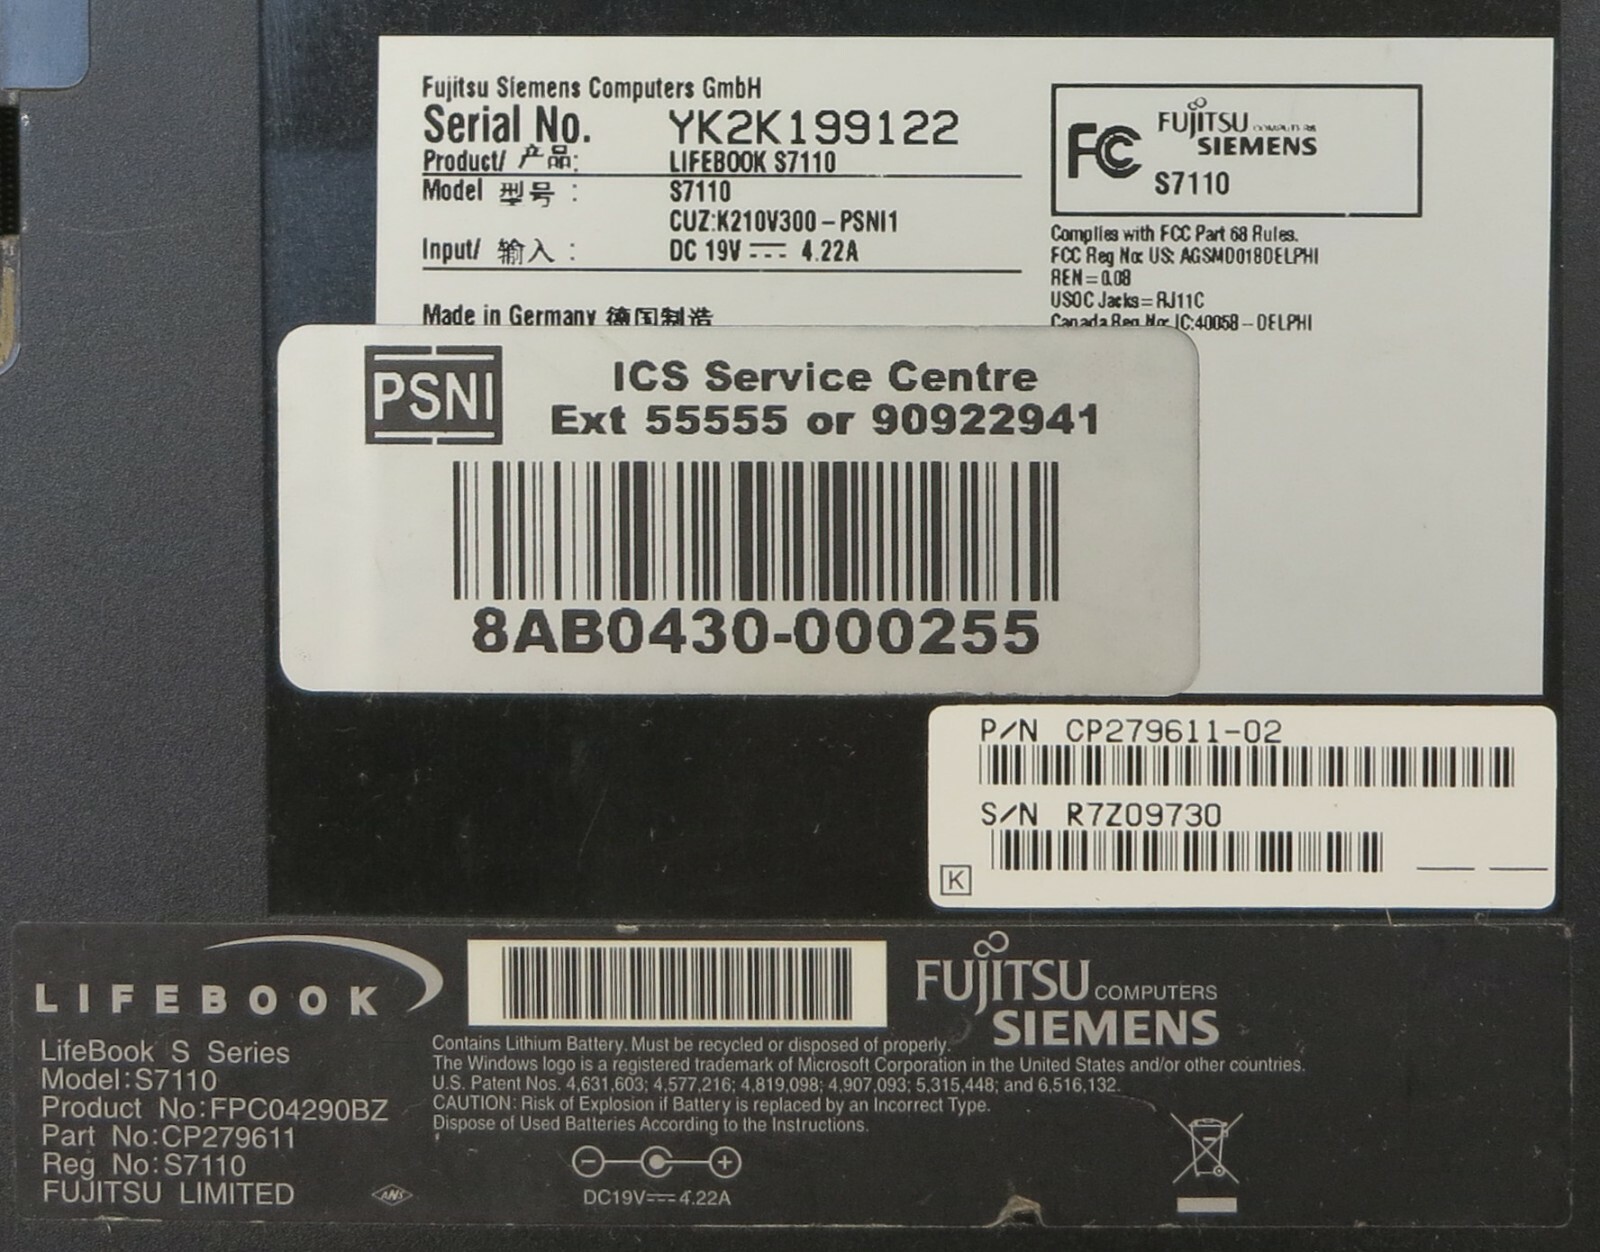 Fujitsu Siemens Computers GmbH
Serial No. YK2K199122
Product/ 产品: LIFEBOOK S7110
Model 型号 : S7110
CUZ:K210V300-PSNI1
Input/ 输入 : DC 19V ⎓ 4.22A
Made in Germany 德国制造
FC FUJITSU COMPUTERS
SIEMENS
S7110
Complies with FCC Part 68 Rules.
FCC Reg No: US: AGSMD018DELPHI
REN=0.08
USOC Jacks=RJ11C
Canada Reg No: IC:4005B-DELPHI
PSNI
ICS Service Centre
Ext 55555 or 90922941
8AB0430-000255
P/N CP279611-02
S/N R7Z09730
K
LIFEBOOK
LifeBook S Series
Model:S7110
Product No:FPC04290BZ
Part No:CP279611
Reg No:S7110
FUJITSU LIMITED
ANS
FUJITSU COMPUTERS
SIEMENS
Contains Lithium Battery. Must be recycled or disposed of properly.
The Windows logo is a registered trademark of Microsoft Corporation in the United States and/or other countries.
U.S. Patent Nos. 4,631,603; 4,577,216; 4,819,098; 4,907,093; 5,315,448; and 6,516,132.
CAUTION: Risk of Explosion if Battery is replaced by an Incorrect Type.
Dispose of Used Batteries According to the Instructions.
DC19V⎓4.22A